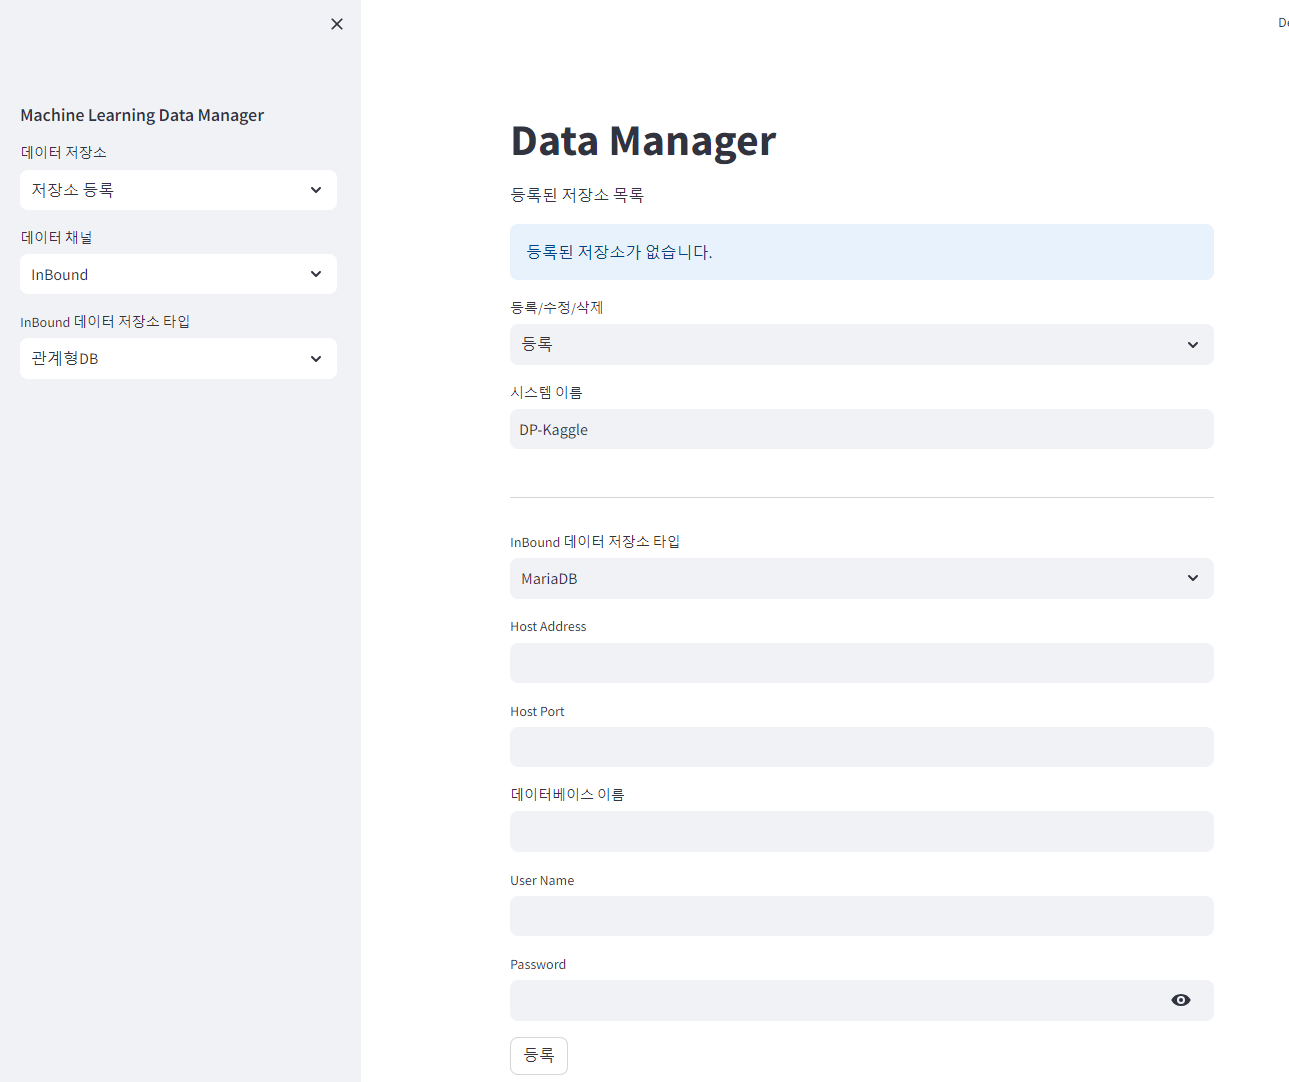 Machine Learning Data Manager
데이터 저장소
저장소 등록
데이터 채널
InBound
InBound 데이터 저장소 타입
관계형DB
Data Manager
등록된 저장소 목록
등록된 저장소가 없습니다.
등록/수정/삭제
등록
시스템 이름
DP-Kaggle
InBound 데이터 저장소 타입
MariaDB
Host Address
Host Port
데이터베이스 이름
User Name
Password
등록